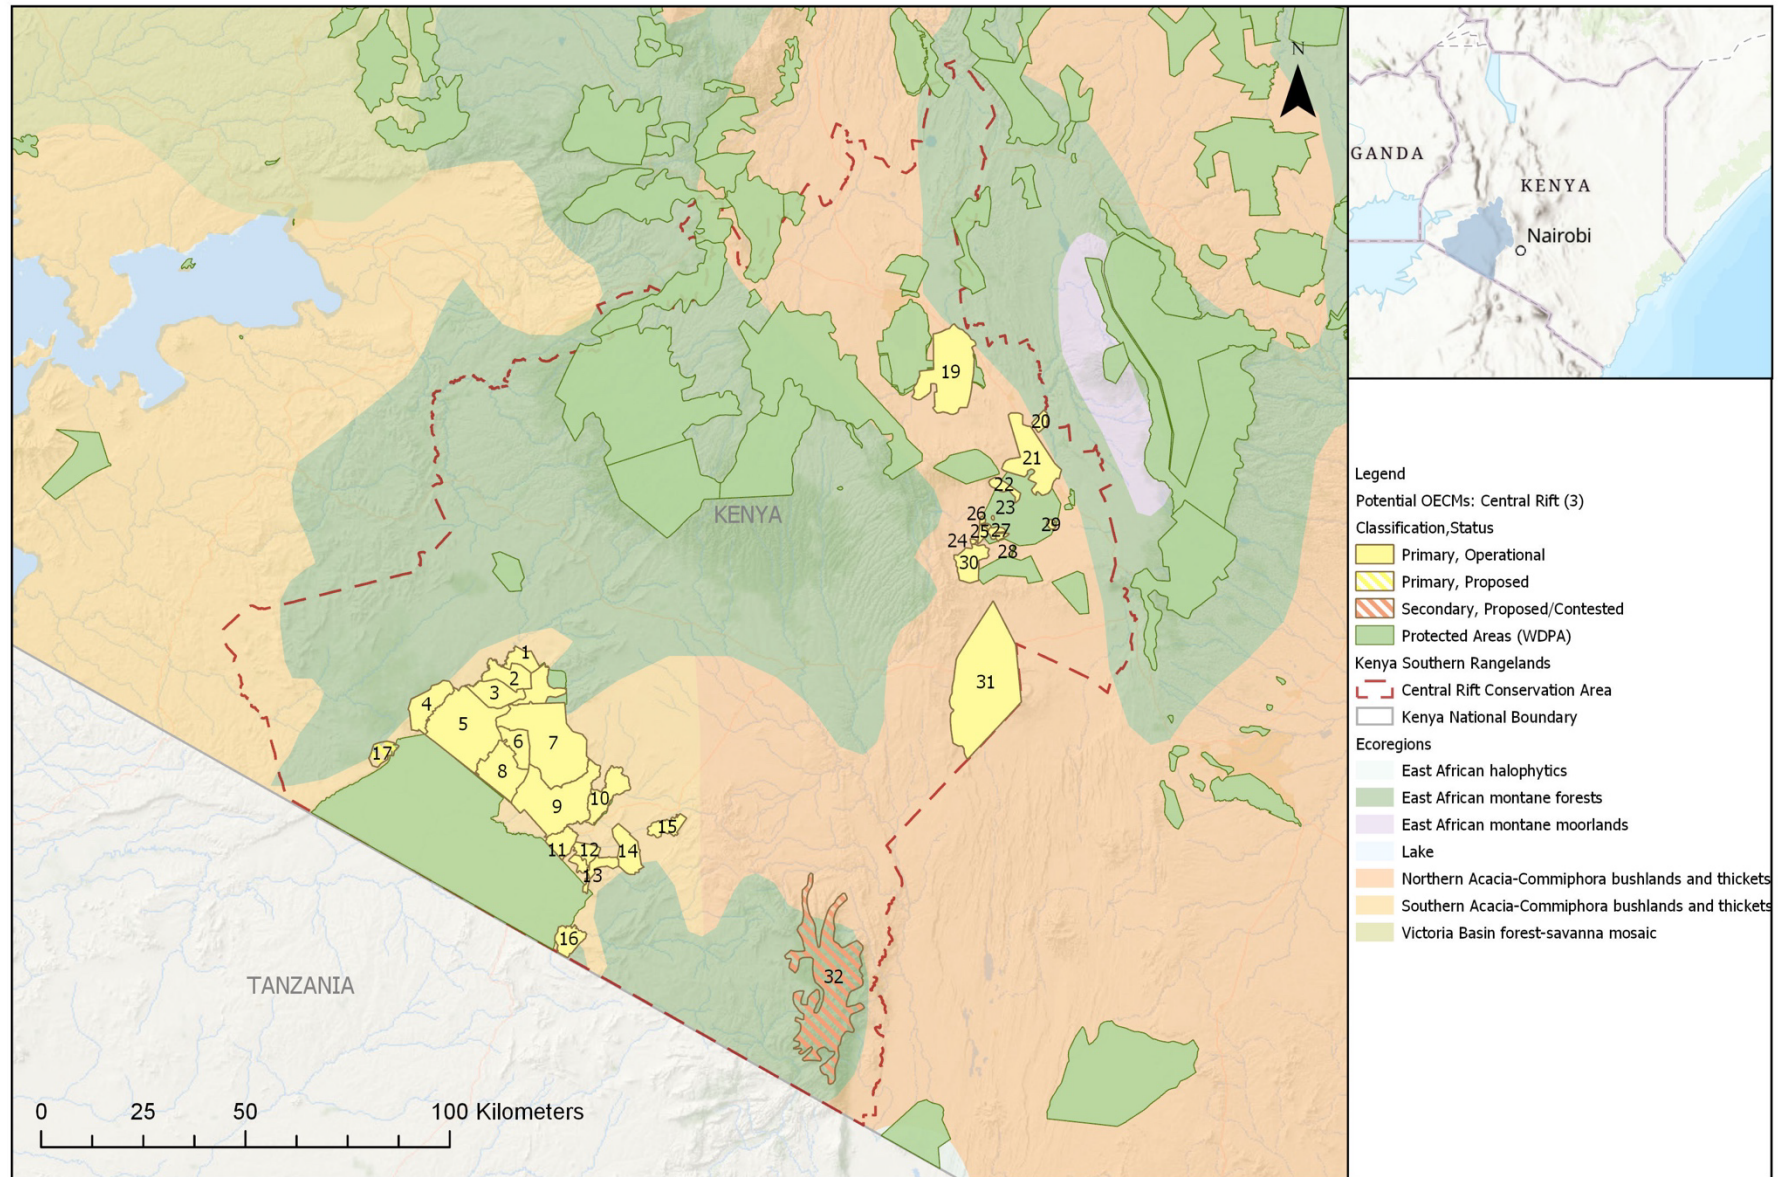 N
GANDA
KENYA
Nairobi
19
20
21
22
23
26
25
27
29
24
28
30
KENYA
31
1
2
3
4
5
6
7
17
8
9
10
15
11
12
14
13
16
32
TANZANIA
0 25 50 100 Kilometers
Legend
Potential OECMs: Central Rift (3)
Classification,Status
Primary, Operational
Primary, Proposed
Secondary, Proposed/Contested
Protected Areas (WDPA)
Kenya Southern Rangelands
Central Rift Conservation Area
Kenya National Boundary
Ecoregions
East African halophytics
East African montane forests
East African montane moorlands
Lake
Northern Acacia-Commiphora bushlands and thickets
Southern Acacia-Commiphora bushlands and thickets
Victoria Basin forest-savanna mosaic